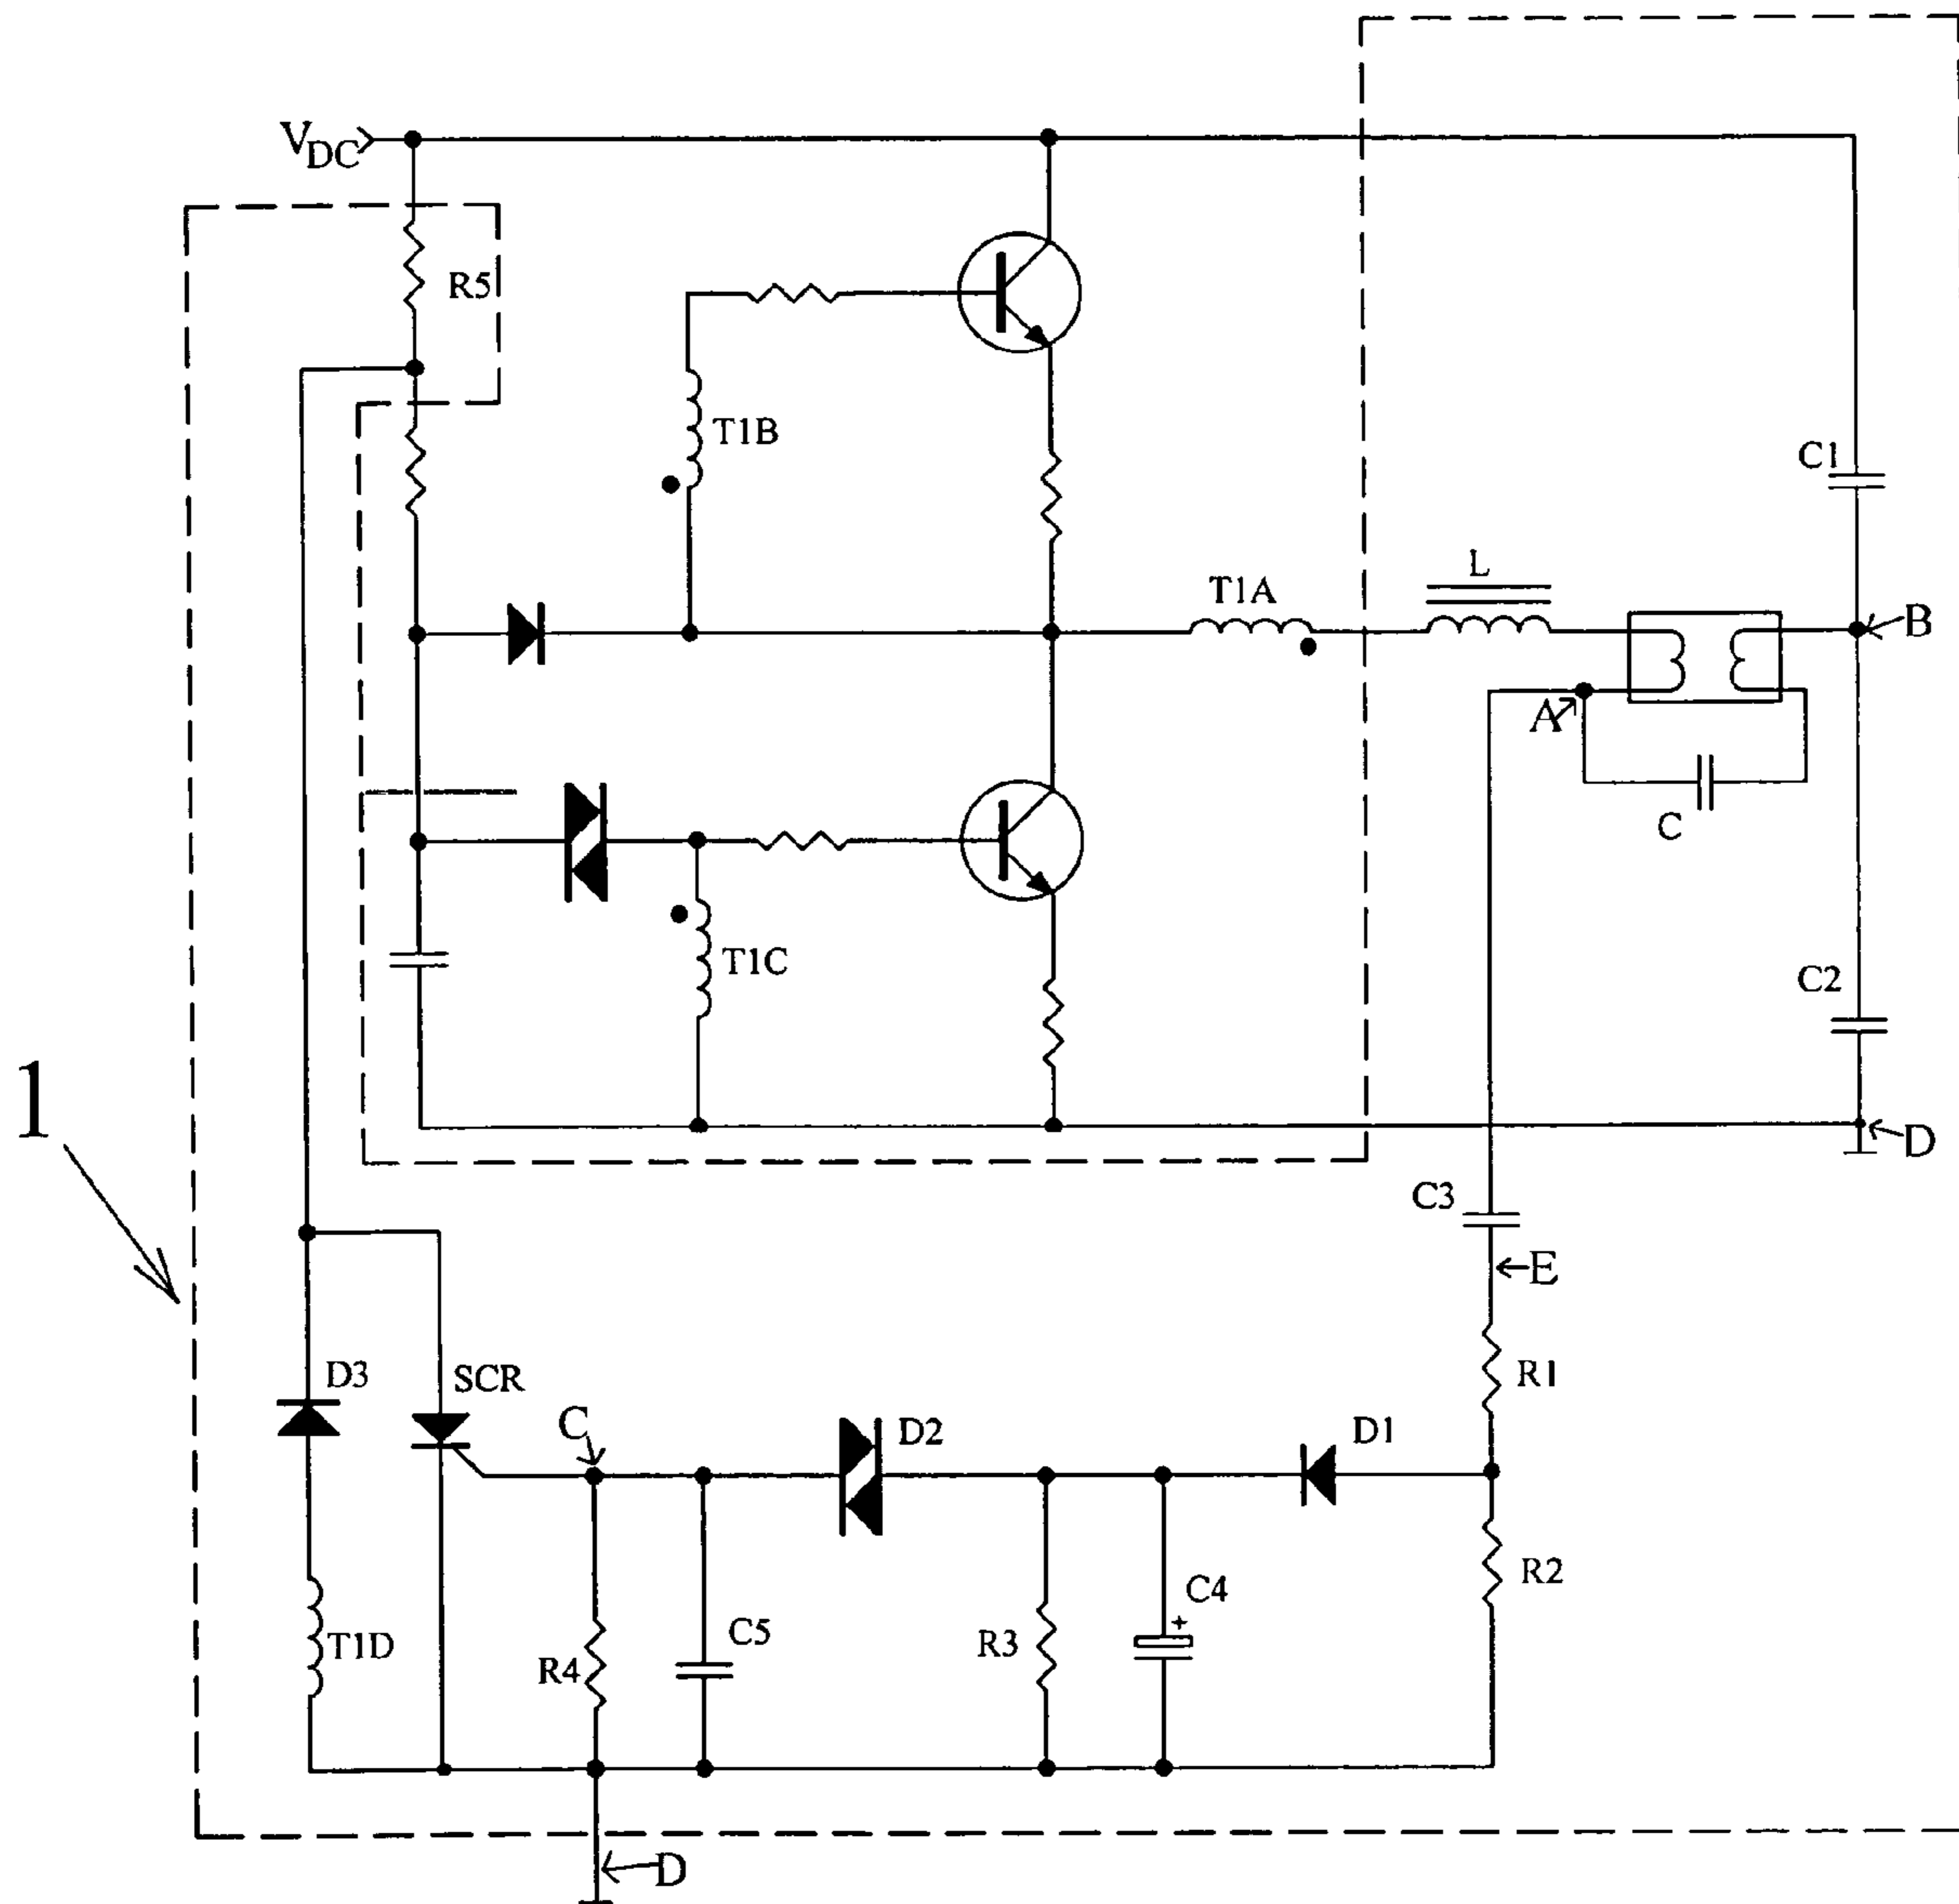 V_DC
R5
T1B
C1
L
T1A
B
A
C
T1C
C2
1
D
C3
E
D3
SCR
R1
C
D2
D1
R2
C4
+
C5
R3
T1D
R4
D